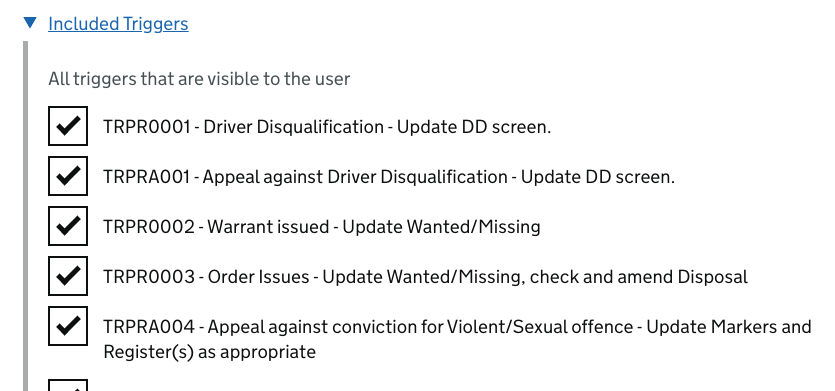 Included Triggers
All triggers that are visible to the user
TRPR0001 - Driver Disqualification - Update DD screen.
TRPRA001 - Appeal against Driver Disqualification - Update DD screen.
TRPR0002 - Warrant issued - Update Wanted/Missing
TRPR0003 - Order Issues - Update Wanted/Missing, check and amend Disposal
TRPRA004 - Appeal against conviction for Violent/Sexual offence - Update Markers and
Register(s) as appropriate